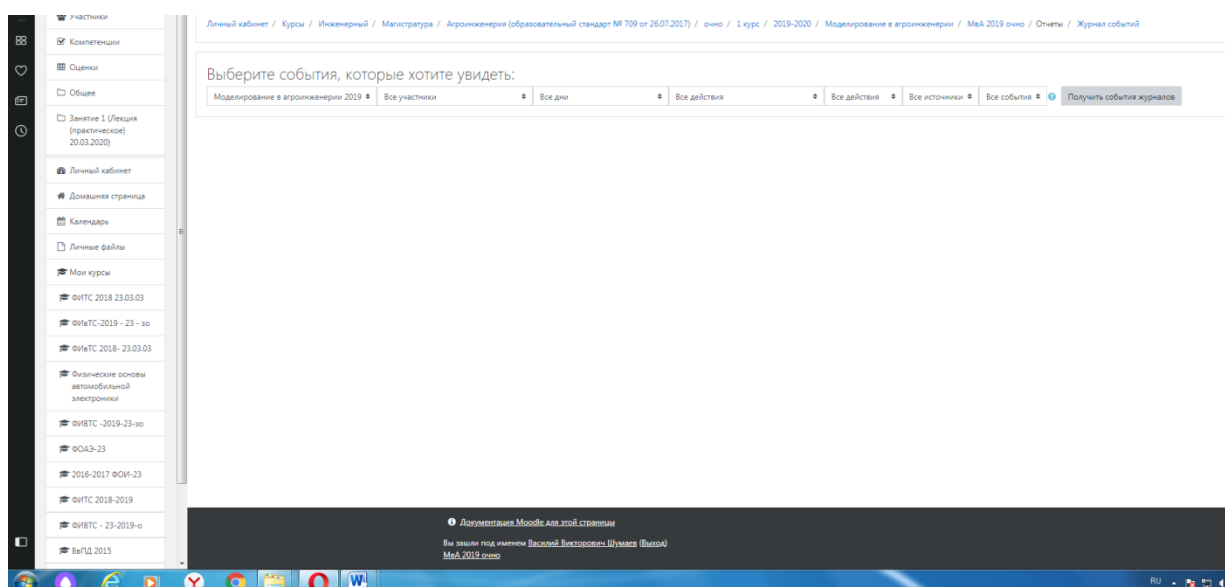 Участники
Компетенции
Оценки
Общее
Занятие 1 (Лекция
(практическое)
20.03.2020)
Личный кабинет
Домашняя страница
Календарь
Личные файлы
Мои курсы
ФИТС 2018 23.03.03
ФИвТС-2019 - 23 - зо
ФИвТС 2018- 23.03.03
Физические основы
автомобильной
электроники
ФИВТС -2019-23-зо
ФОАЭ-23
2016-2017 ФОИ-23
ФИТС 2018-2019
ФИВТС - 23-2019-о
ВвПД 2015
Личный кабинет / Курсы / Инженерный / Магистратура / Агроинженерия (образовательный стандарт № 709 от 26.07.2017) / очно / 1 курс / 2019-2020 / Моделирование в агроинженерии / МвА 2019 очно / Отчеты / Журнал событий
Выберите события, которые хотите увидеть:
Моделирование в агроинженерии 2019 Все участники Все дни Все действия Все действия Все источники Все события Получить события журналов
Документация Moodle для этой страницы
Вы зашли под именем Василий Викторович Шумаев (Выход)
МвА 2019 очно
RU